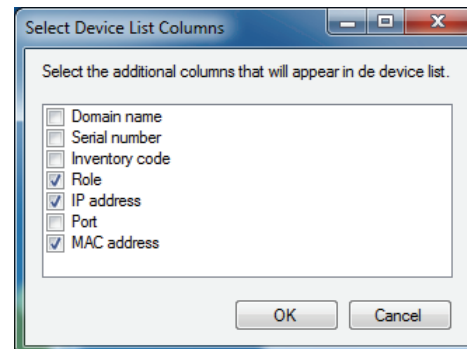 Select Device List Columns
Select the additional columns that will appear in de device list.
Domain name
Serial number
Inventory code
Role
IP address
Port
MAC address
OK Cancel